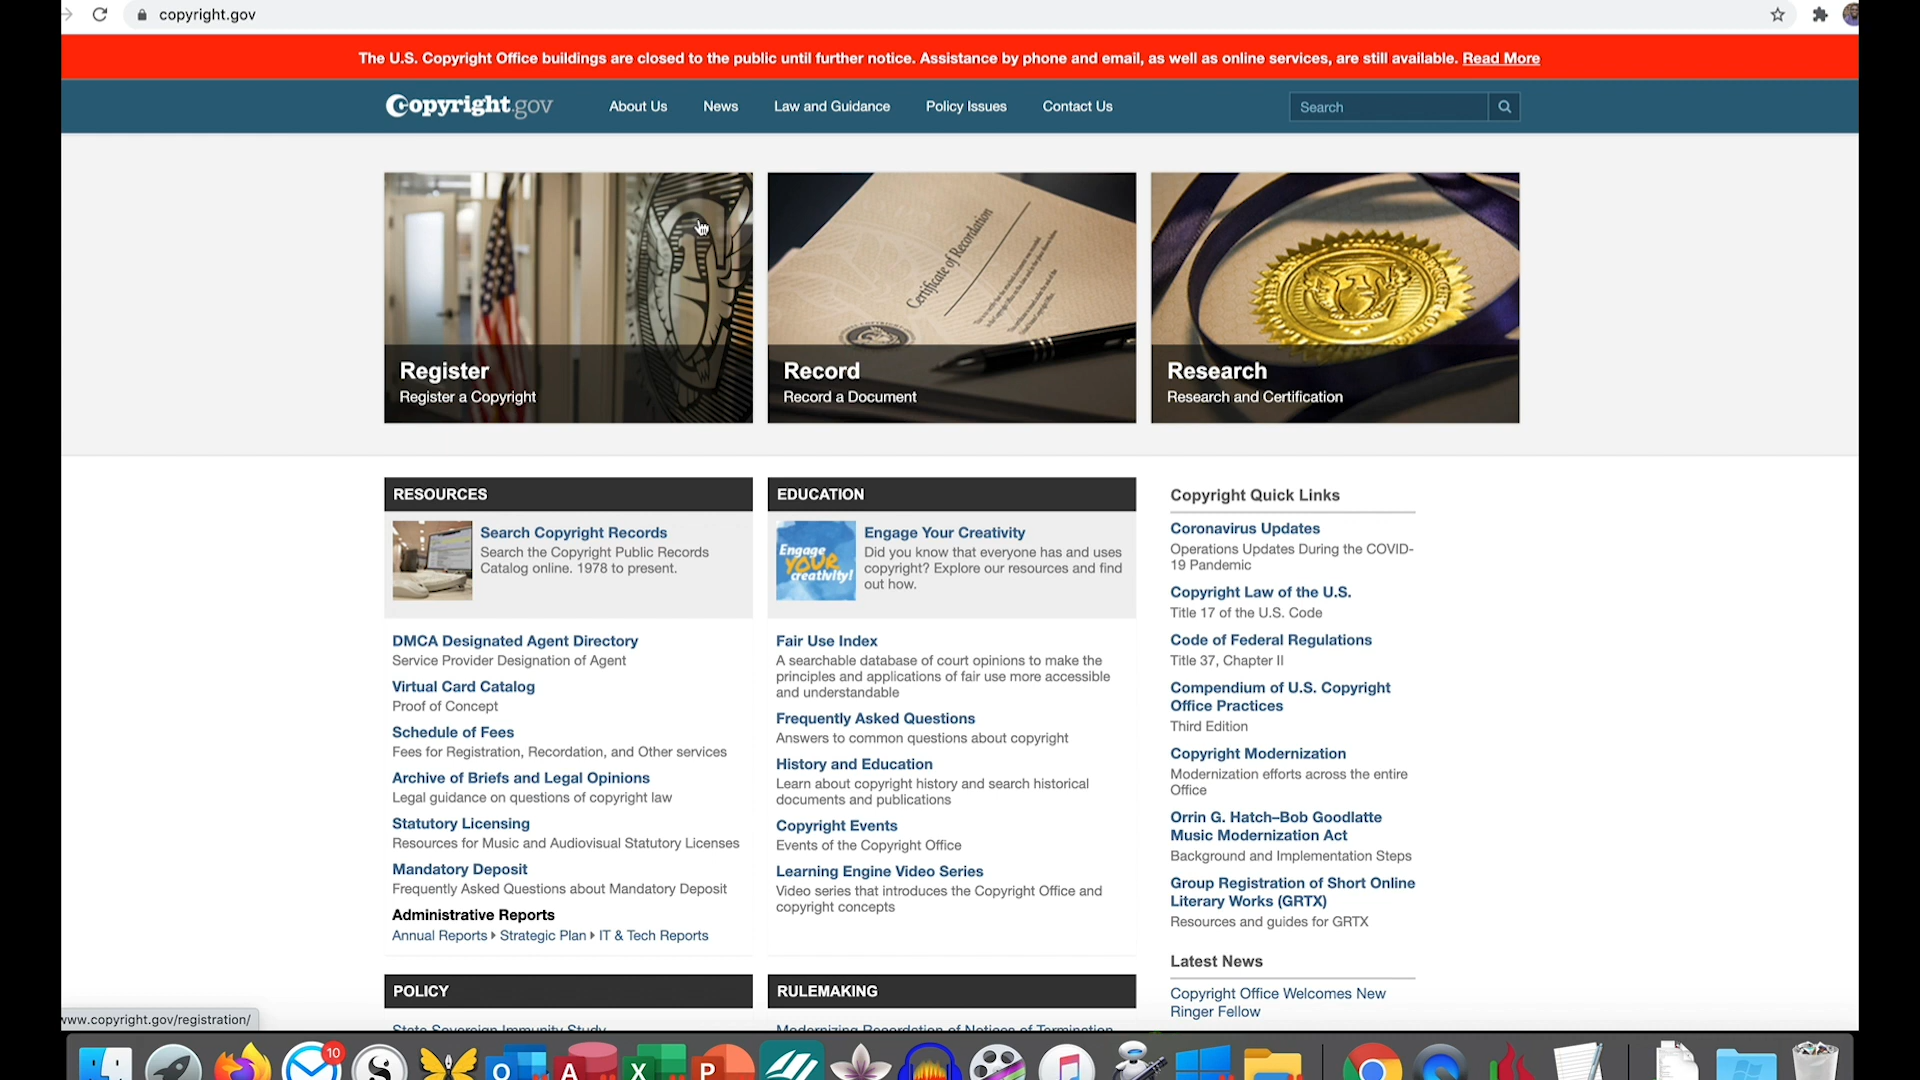 copyright.gov
The U.S. Copyright Office buildings are closed to the public until further notice. Assistance by phone and email, as well as online services, are still available. Read More
Copyright.gov
About Us
News
Law and Guidance
Policy Issues
Contact Us
Search
Certificate of Recordation
Register
Register a Copyright
Record
Record a Document
Research
Research and Certification
RESOURCES
Search Copyright Records
Search the Copyright Public Records
Catalog online. 1978 to present.
DMCA Designated Agent Directory
Service Provider Designation of Agent
Virtual Card Catalog
Proof of Concept
Schedule of Fees
Fees for Registration, Recordation, and Other services
Archive of Briefs and Legal Opinions
Legal guidance on questions of copyright law
Statutory Licensing
Resources for Music and Audiovisual Statutory Licenses
Mandatory Deposit
Frequently Asked Questions about Mandatory Deposit
Administrative Reports
Annual Reports Strategic Plan IT & Tech Reports
POLICY
State Sovereign Immunity Study
EDUCATION
Engage
YOUR
creativity!
Engage Your Creativity
Did you know that everyone has and uses
copyright? Explore our resources and find
out how.
Fair Use Index
A searchable database of court opinions to make the
principles and applications of fair use more accessible
and understandable
Frequently Asked Questions
Answers to common questions about copyright
History and Education
Learn about copyright history and search historical
documents and publications
Copyright Events
Events of the Copyright Office
Learning Engine Video Series
Video series that introduces the Copyright Office and
copyright concepts
RULEMAKING
Modernizing Recordation of Notices of Termination
Copyright Quick Links
Coronavirus Updates
Operations Updates During the COVID-
19 Pandemic
Copyright Law of the U.S.
Title 17 of the U.S. Code
Code of Federal Regulations
Title 37, Chapter II
Compendium of U.S. Copyright
Office Practices
Third Edition
Copyright Modernization
Modernization efforts across the entire
Office
Orrin G. Hatch–Bob Goodlatte
Music Modernization Act
Background and Implementation Steps
Group Registration of Short Online
Literary Works (GRTX)
Resources and guides for GRTX
Latest News
Copyright Office Welcomes New
Ringer Fellow
www.copyright.gov/registration/
10
S
O
A
X
P